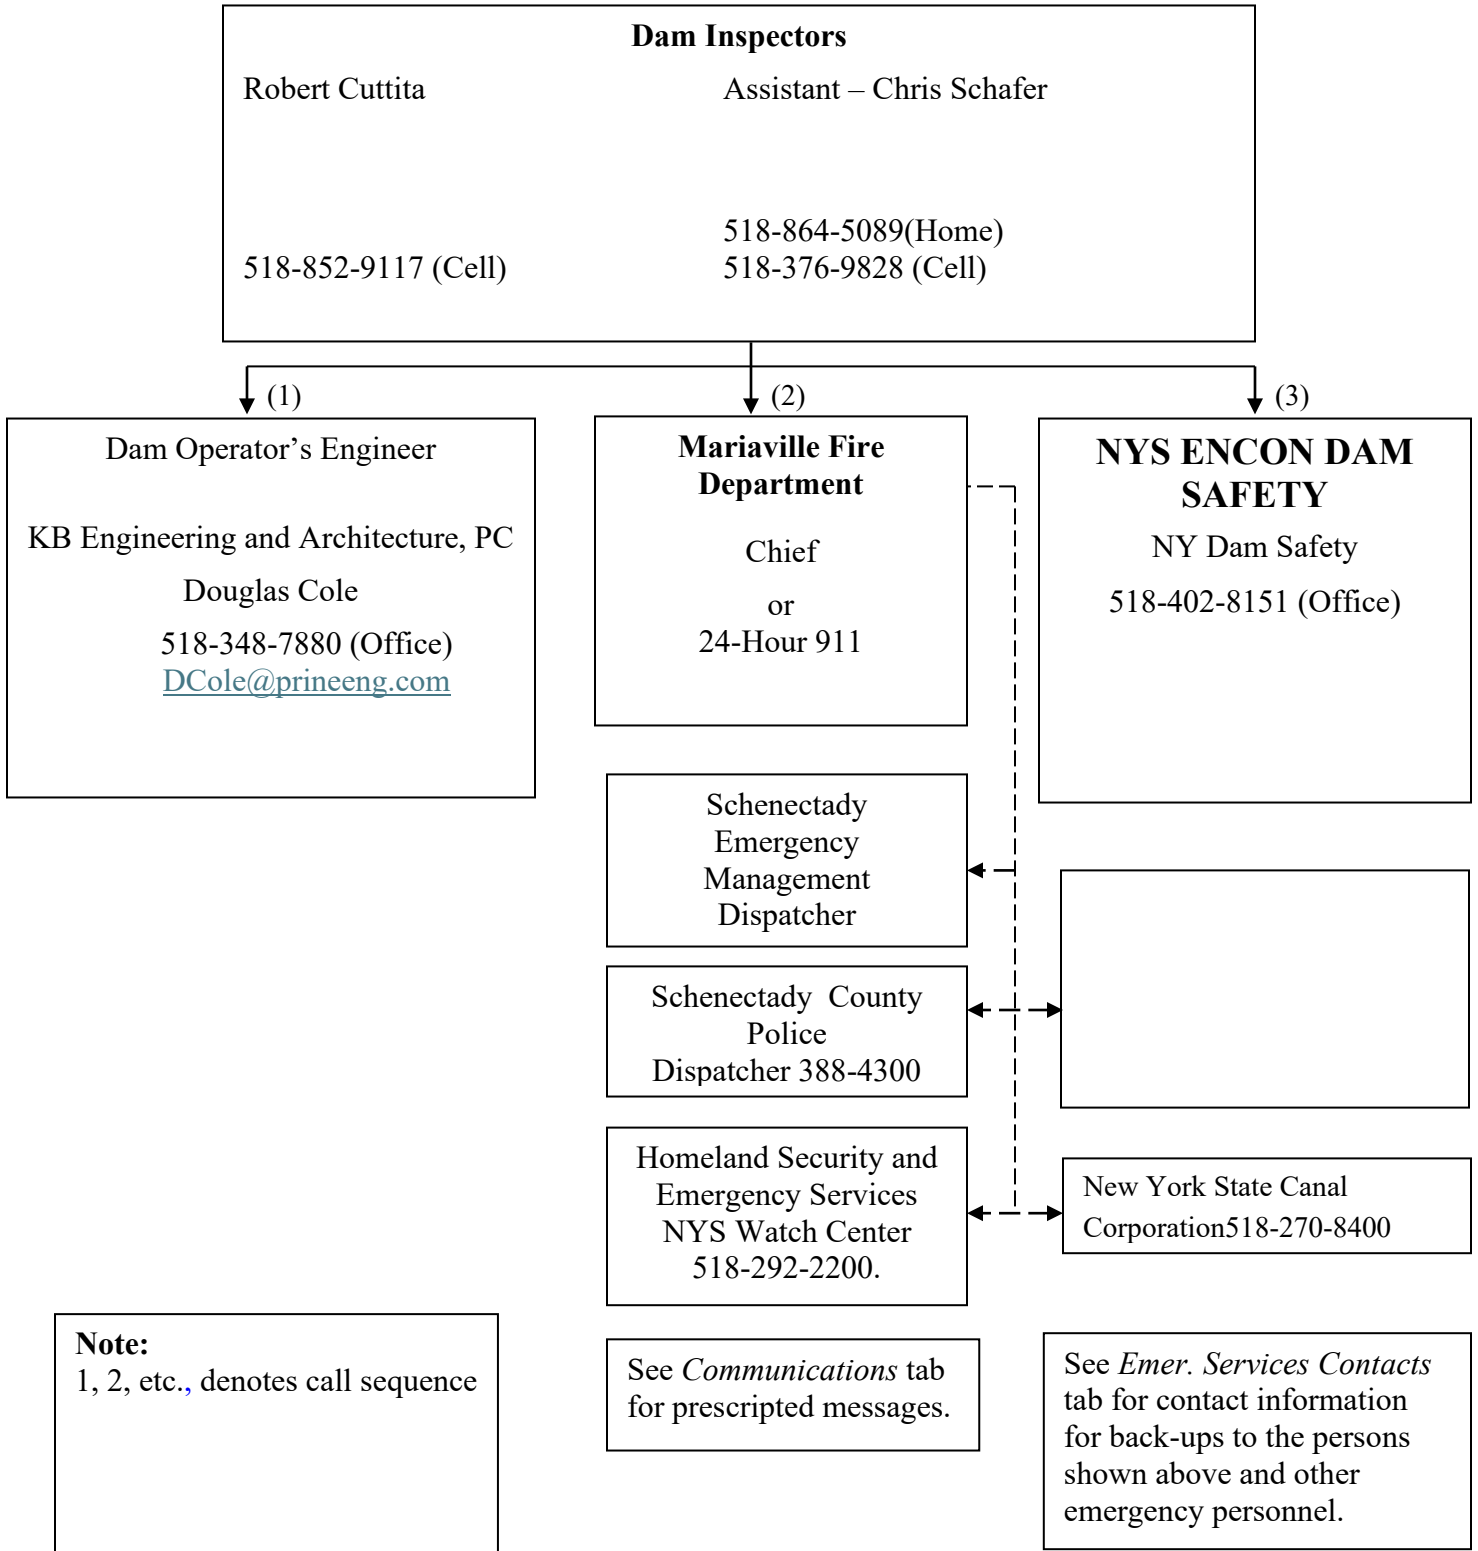 Dam Inspectors
Robert Cuttita
Assistant – Chris Schafer
518-864-5089(Home)
518-852-9117 (Cell)
518-376-9828 (Cell)
(1)
(2)
(3)
Dam Operator’s Engineer
KB Engineering and Architecture, PC
Douglas Cole
518-348-7880 (Office)
DCole@prineeng.com
Mariaville Fire
Department
Chief
or
24-Hour 911
NYS ENCON DAM
SAFETY
NY Dam Safety
518-402-8151 (Office)
Schenectady
Emergency
Management
Dispatcher
Schenectady  County
Police
Dispatcher 388-4300
Homeland Security and
Emergency Services
NYS Watch Center
518-292-2200.
New York State Canal
Corporation518-270-8400
Note:
1, 2, etc., denotes call sequence
See Communications tab
for prescripted messages.
See Emer. Services Contacts
tab for contact information
for back-ups to the persons
shown above and other
emergency personnel.